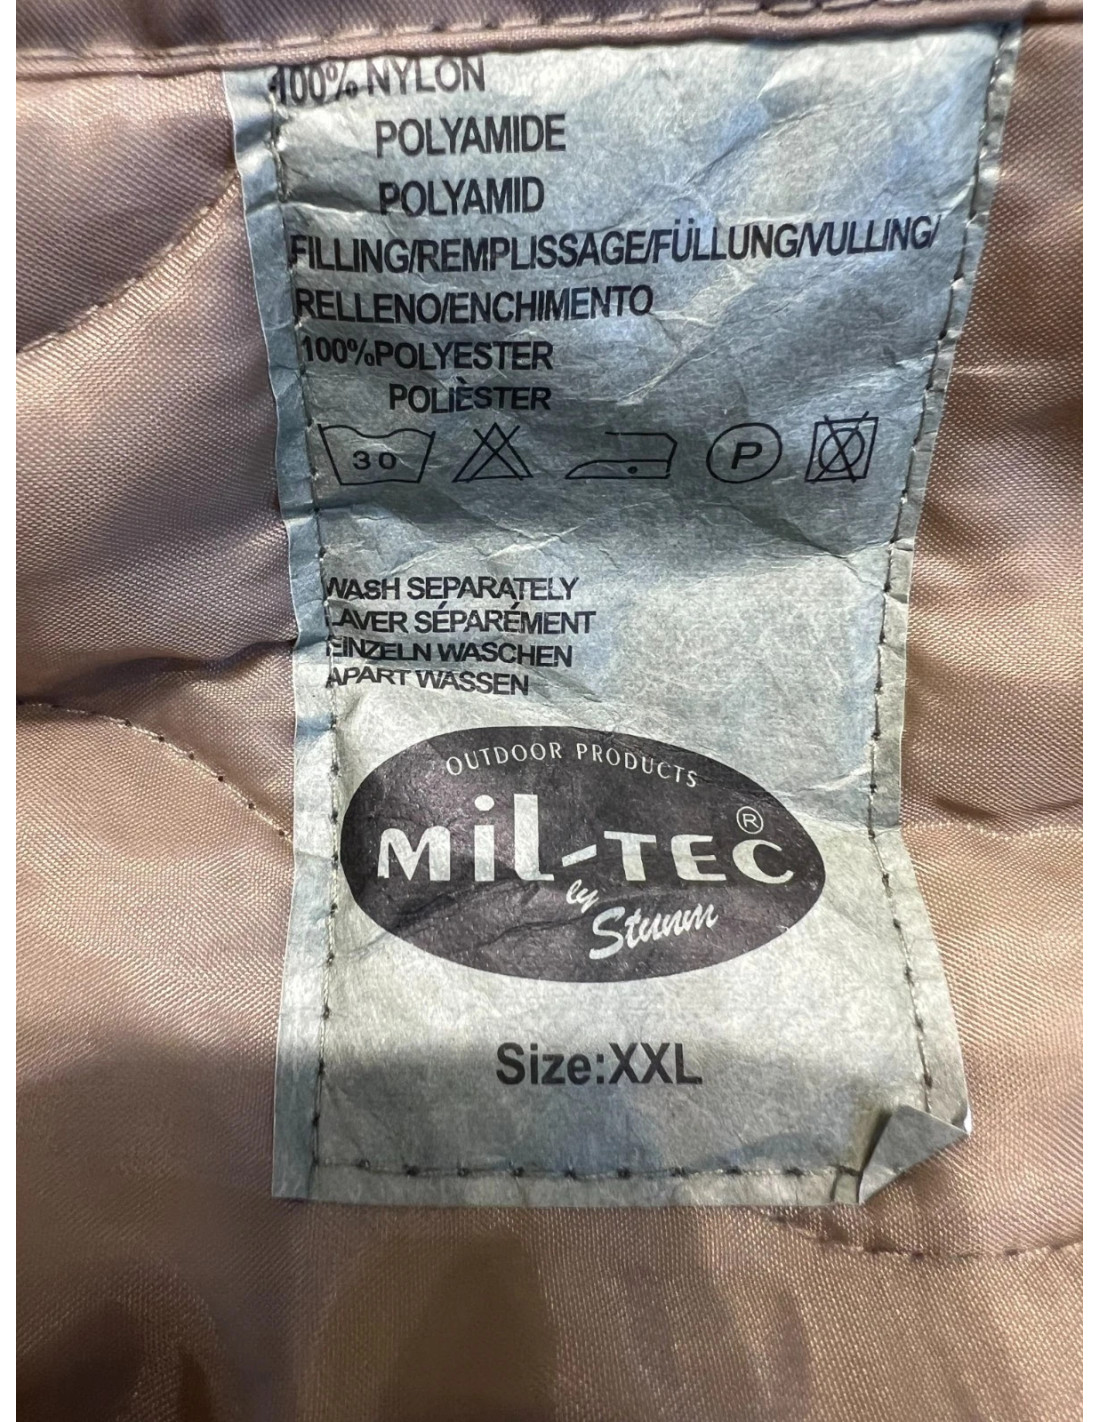 100% NYLON
POLYAMIDE
POLYAMID
FILLING/REMPLISSAGE/FÜLLUNG/VULLING/
RELLENO/ENCHIMENTO
100%POLYESTER
POLIÈSTER
30 P
WASH SEPARATELY
LAVER SÉPARÉMENT
EINZELN WASCHEN
APART WASSEN
OUTDOOR PRODUCTS
MIL-TEC®
by
Sturm
Size:XXL